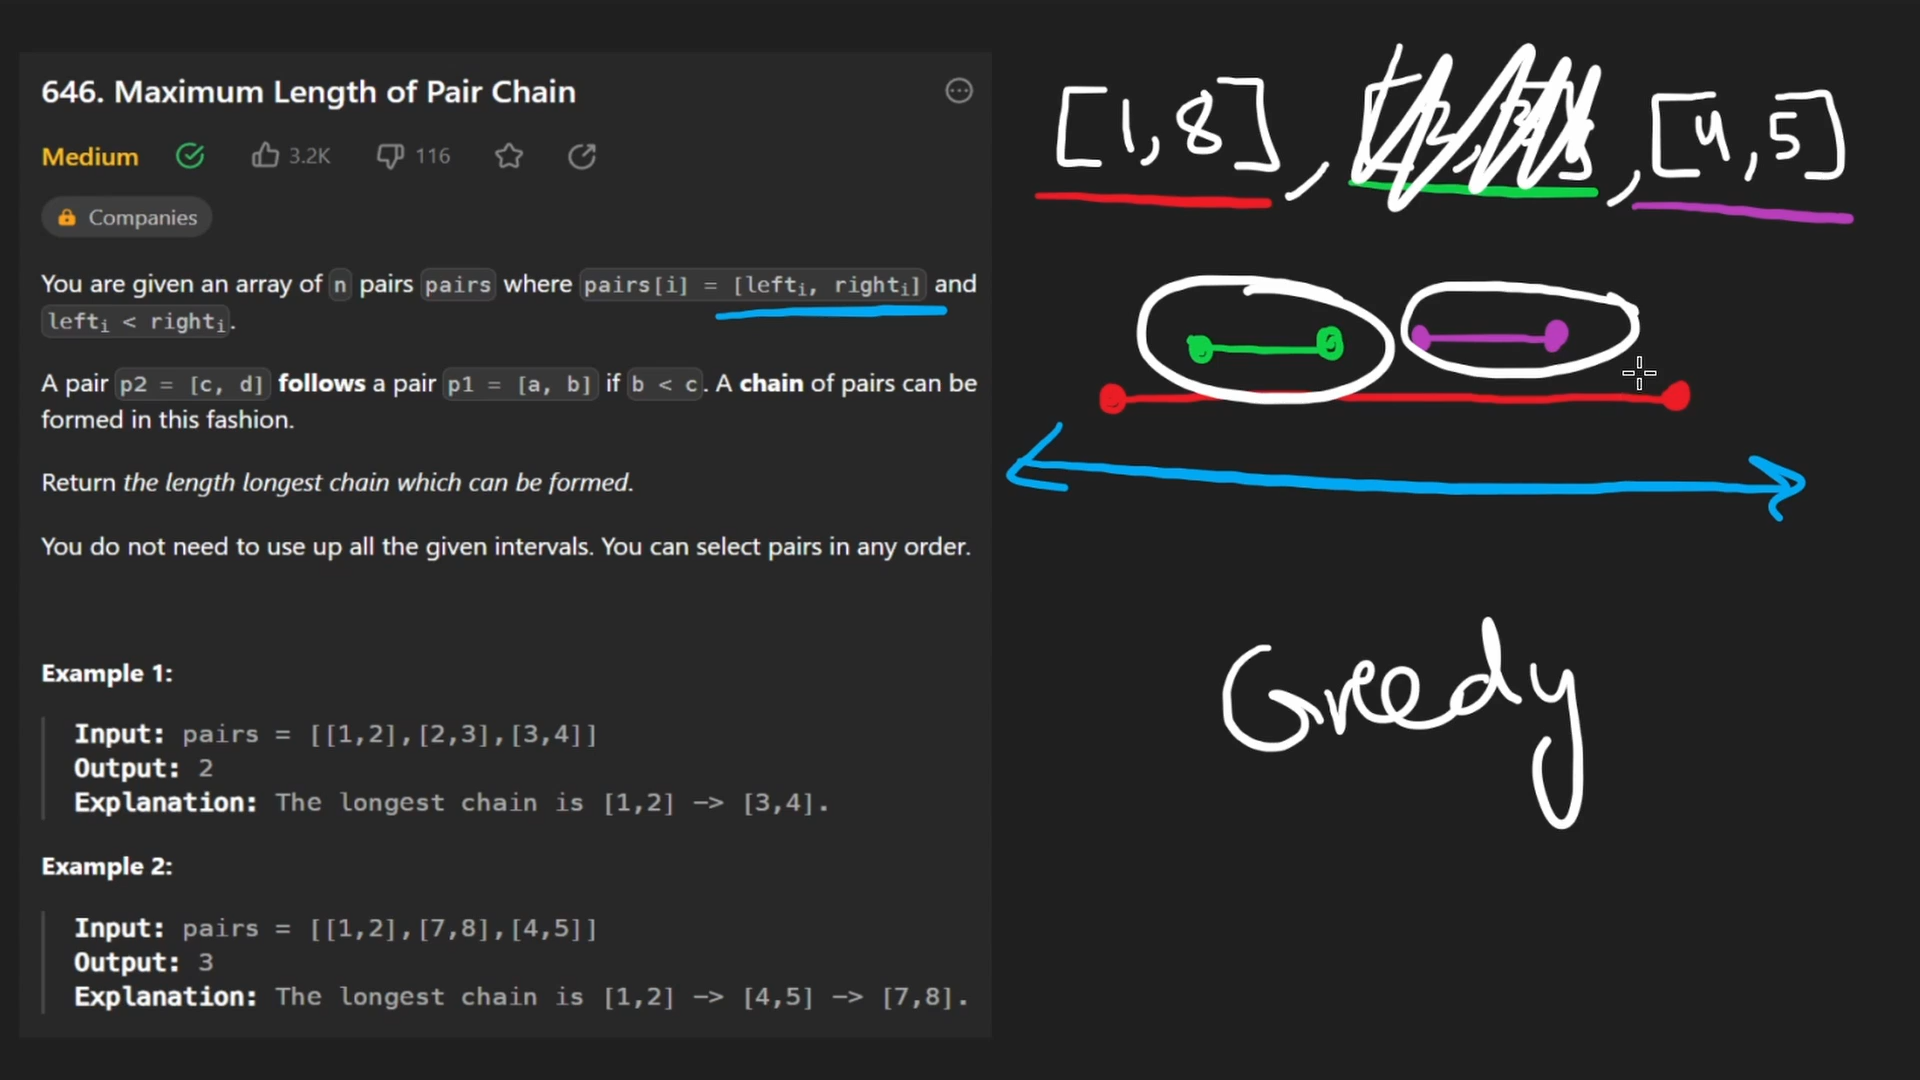 646. Maximum Length of Pair Chain
Medium 3.2K 116
Companies
You are given an array of n pairs pairs where pairs[i] = [lefti, righti] and
lefti < righti.
A pair p2 = [c, d] follows a pair p1 = [a, b] if b < c. A chain of pairs can be
formed in this fashion.
Return the length longest chain which can be formed.
You do not need to use up all the given intervals. You can select pairs in any order.
Example 1:
Input: pairs = [[1,2],[2,3],[3,4]]
Output: 2
Explanation: The longest chain is [1,2] -> [3,4].
Example 2:
Input: pairs = [[1,2],[7,8],[4,5]]
Output: 3
Explanation: The longest chain is [1,2] -> [4,5] -> [7,8].
[1,8], , [4,5]
Greedy